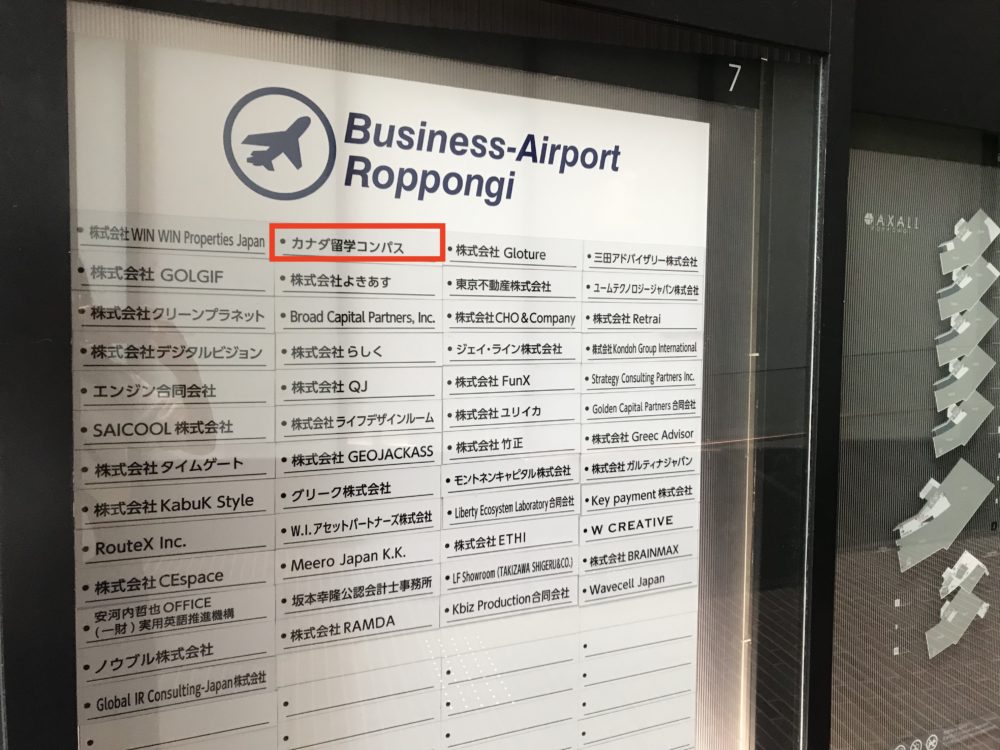 7
Business-Airport
Roppongi
• 株式会社 WIN WIN Properties Japan
• 株式会社 GOLGIF
• 株式会社クリーンプラネット
• 株式会社デジタルビジョン
• エンジン合同会社
• SAICOOL 株式会社
• 株式会社 タイムゲート
• 株式会社 KabuK Style
• RouteX Inc.
• 株式会社 CEspace
• 安河内哲也 OFFICE
(一財) 実用英語推進機構
• ノウブル株式会社
• Global IR Consulting-Japan 株式会社
• カナダ留学コンパス
• 株式会社よきあす
• Broad Capital Partners, Inc.
• 株式会社 らしく
• 株式会社 QJ
• 株式会社 ライフデザインルーム
• 株式会社 GEOJACKASS
• グリーク株式会社
• W.I. アセットパートナーズ株式会社
• Meero Japan K.K.
• 坂本幸隆公認会計士事務所
• 株式会社 RAMDA
• 株式会社 Gloture
• 東京不動産株式会社
• 株式会社 CHO & Company
• ジェイ・ライン株式会社
• 株式会社 FunX
• 株式会社 ユリイカ
• 株式会社 竹正
• モントネンキャピタル株式会社
• Liberty Ecosystem Laboratory 合同会社
• 株式会社 ETHI
• LF Showroom (TAKIZAWA SHIGERU&CO.)
• Kbiz Production 合同会社
• 三田アドバイザリー株式会社
• ユームテクノロジージャパン株式会社
• 株式会社 Retrai
• 株式会社 Kondoh Group International
• Strategy Consulting Partners Inc.
• Golden Capital Partners 合同会社
• 株式会社 Greec Advisor
• 株式会社 ガルティナジャパン
• Key payment 株式会社
• W CREATIVE
• 株式会社 BRAINMAX
• Wavecell Japan
AXALL